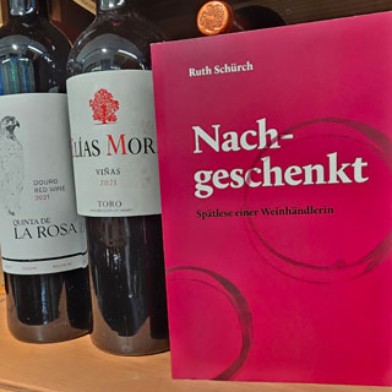 DOURO
RED WINE
2021
QUINTA DE
LA ROSA
LÍAS MOR
VIÑAS
2021
TORO
Ruth Schürch
Nach-
geschenkt
Spätlese einer Weinhändlerin